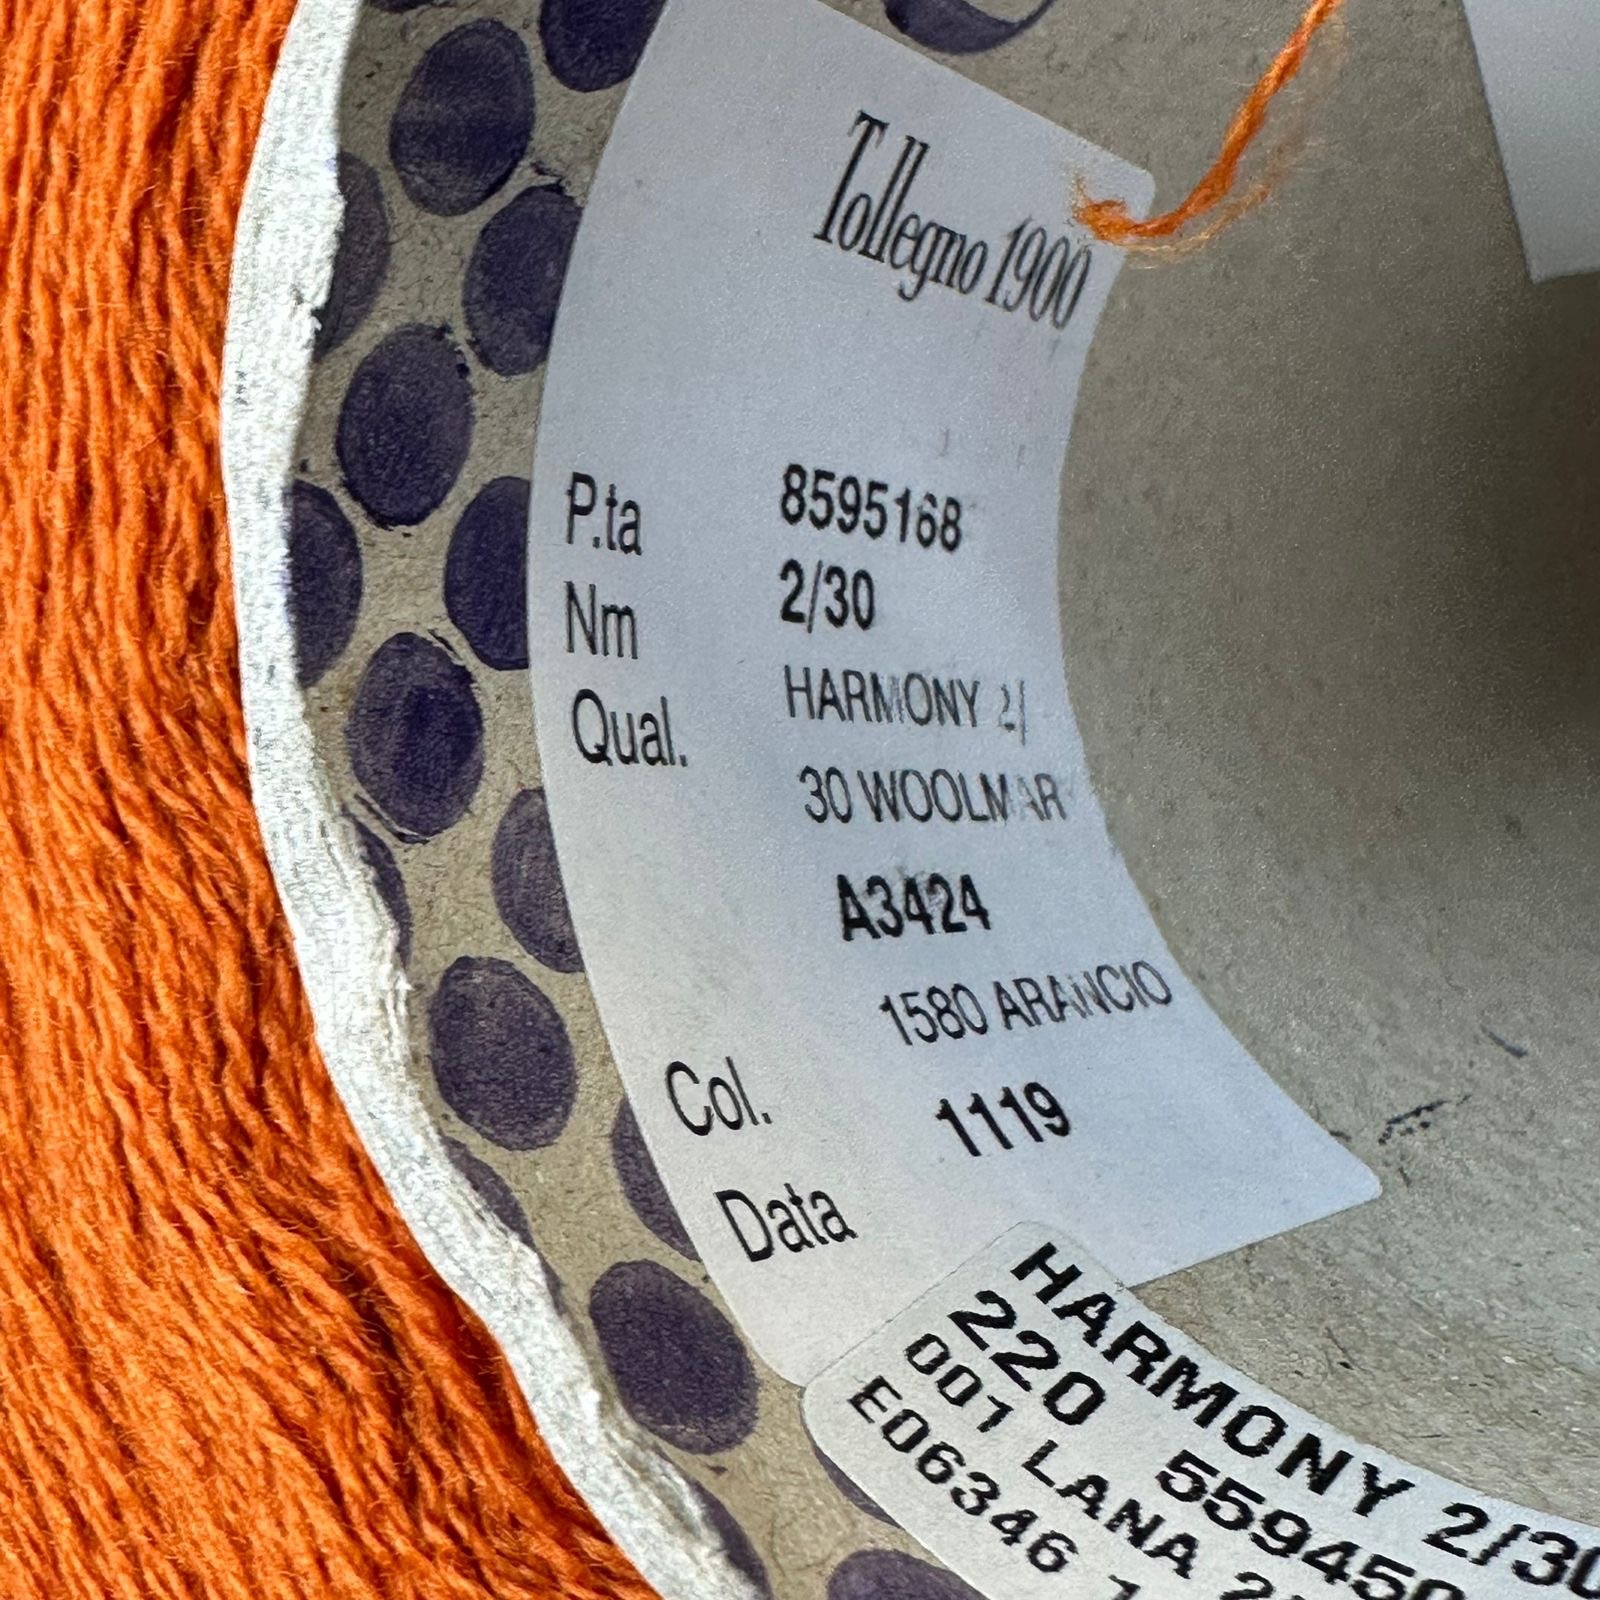 Tollegno 1900
P.ta 8595168
Nm 2/30
Qual. HARMONY 2/
30 WOOLMAR
A3424
1580 ARANCIO
Col. 1119
Data
HARMONY 2/30
220 559450
001 LANA
E06346 1